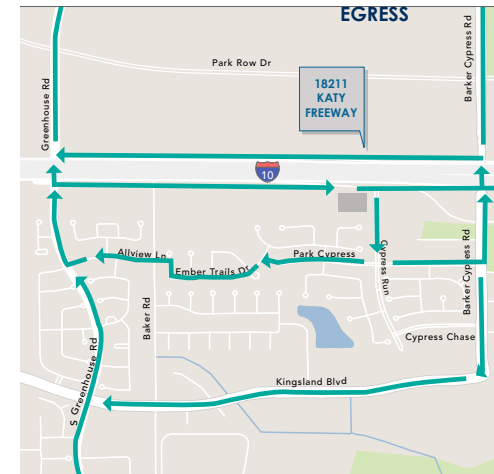 EGRESS
Park Row Dr
Barker Cypress Rd
Greenhouse Rd
18211
KATY
FREEWAY
10
Allview Ln
Ember Trails Dr
Park Cypress
Cypress Run
Barker Cypress Rd
Baker Rd
Cypress Chase
S Greenhouse Rd
Kingsland Blvd